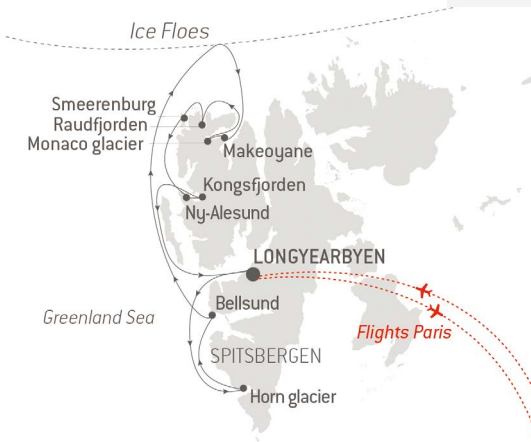 Ice Floes
Smeerenburg
Raudfjorden
Monaco glacier
Makeoyane
Kongsfjorden
Ny-Alesund
LONGYEARBYEN
Bellsund
Greenland Sea
Flights Paris
SPITSBERGEN
Horn glacier